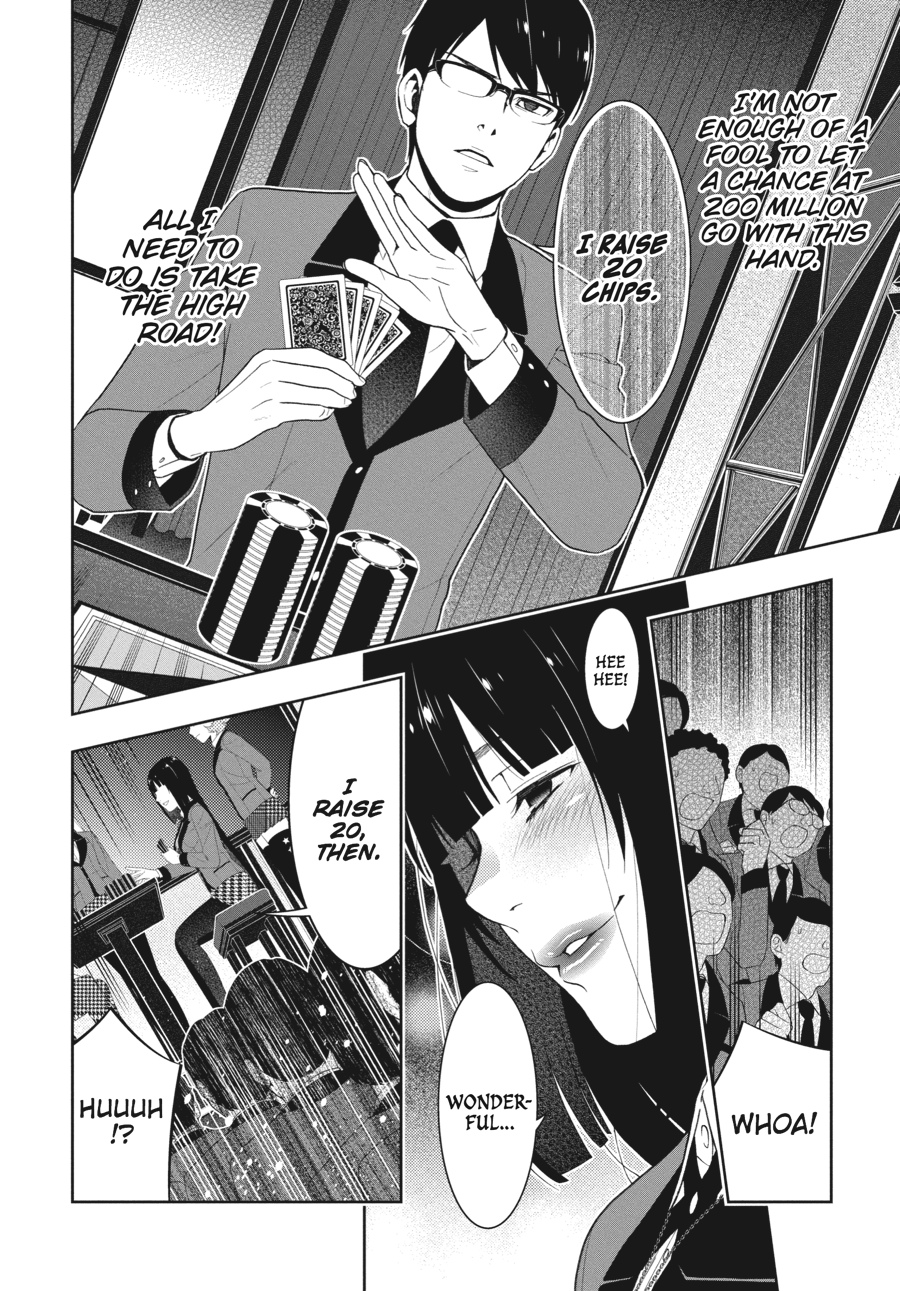 I'M NOT
ENOUGH OF A
FOOL TO LET
A CHANCE AT
200 MILLION
GO WITH THIS
HAND.
I RAISE
20
CHIPS.
ALL I
NEED TO
DO IS TAKE
THE HIGH
ROAD!
WHOA!
HEE
HEE!
WONDER-
FUL...
I
RAISE
20,
THEN.
HUUUH
!?